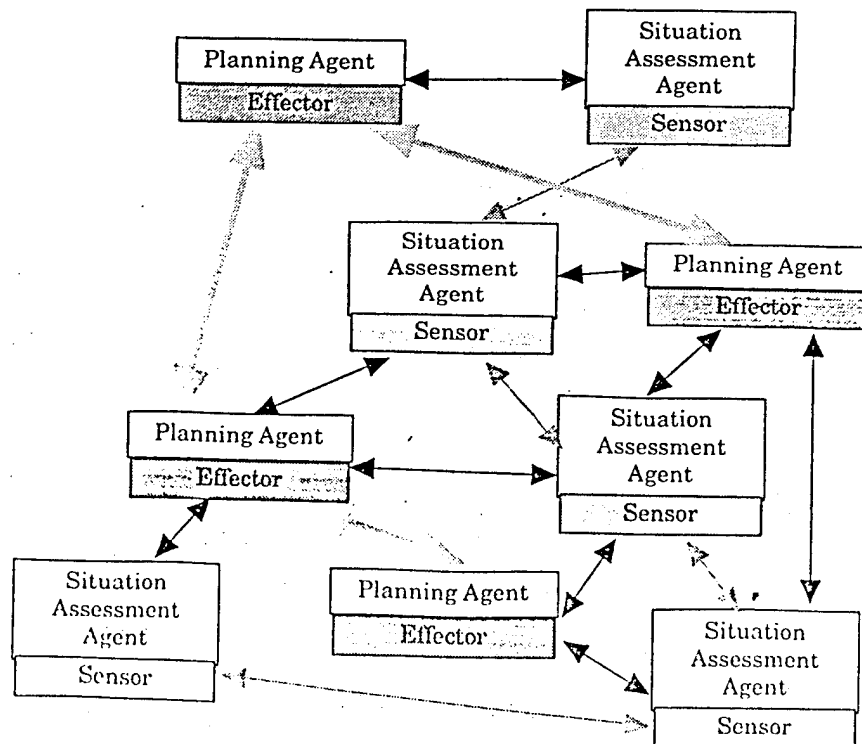 Planning Agent
Effector
Situation
Assessment
Agent
Sensor
Situation
Assessment
Agent
Sensor
Planning Agent
Effector
Planning Agent
Effector
Situation
Assessment
Agent
Sensor
Situation
Assessment
Agent
Sensor
Planning Agent
Effector
Situation
Assessment
Agent
Sensor